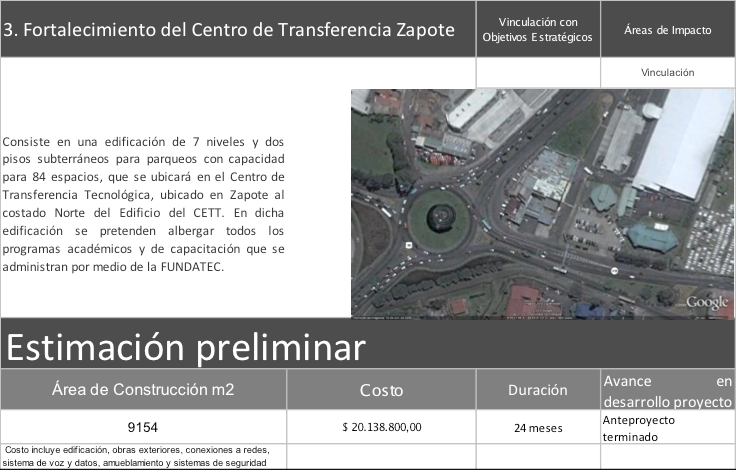 3. Fortalecimiento del Centro de Transferencia Zapote
Vinculación con
Objetivos Estratégicos
Áreas de Impacto
Vinculación
Consiste en una edificación de 7 niveles y dos
pisos subterráneos para parqueos con capacidad
para 84 espacios, que se ubicará en el Centro de
Transferencia Tecnológica, ubicado en Zapote al
costado Norte del Edificio del CETT. En dicha
edificación se pretenden albergar todos los
programas académicos y de capacitación que se
administran por medio de la FUNDATEC.
Google
Estimación preliminar
Área de Construcción m2
Costo
Duración
Avance en
desarrollo proyecto
9154
$ 20.138.800,00
24 meses
Anteproyecto
terminado
Costo incluye edificación, obras exteriores, conexiones a redes,
sistema de voz y datos, amueblamiento y sistemas de seguridad